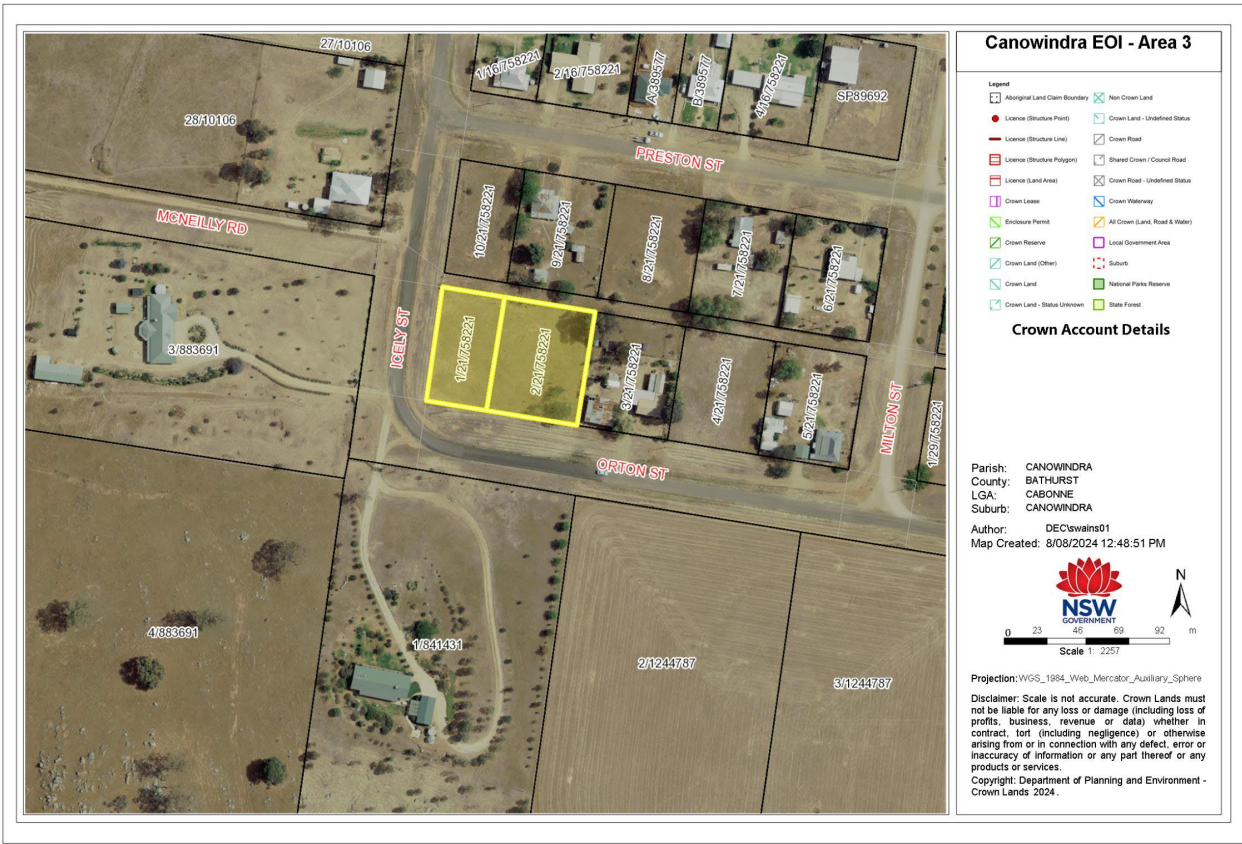 Canowindra EOI - Area 3
27/10106
28/10106
1/16/758221
2/16/758221
A/389577
B/389577
4/16/758221
SP89692
PRESTON ST
MCNEILLY RD
10/21/758221
9/21/758221
8/21/758221
7/21/758221
6/21/758221
ICELY ST
3/883691
1/21/758221
2/21/758221
3/21/758221
4/21/758221
5/21/758221
MILTON ST
1/29/758221
ORTON ST
4/883691
1/841431
2/1244787
3/1244787
Legend
Aboriginal Land Claim Boundary
Licence (Structure Point)
Licence (Structure Line)
Licence (Structure Polygon)
Licence (Land Area)
Crown Lease
Enclosure Permit
Crown Reserve
Crown Land (Other)
Crown Land
Crown Land - Status Unknown
Non Crown Land
Crown Land - Undefined Status
Crown Road
Shared Crown / Council Road
Crown Road - Undefined Status
Crown Waterway
All Crown (Land, Road & Water)
Local Government Area
Suburb
National Parks Reserve
State Forest
Crown Account Details
Parish: CANOWINDRA
County: BATHURST
LGA: CABONNE
Suburb: CANOWINDRA
Author: DEC\swains01
Map Created: 8/08/2024 12:48:51 PM
NSW
GOVERNMENT
N
0 23 46 69 92 m
Scale 1: 2257
Projection: WGS_1984_Web_Mercator_Auxiliary_Sphere
Disclaimer: Scale is not accurate. Crown Lands must
not be liable for any loss or damage (including loss of
profits, business, revenue or data) whether in
contract, tort (including negligence) or otherwise
arising from or in connection with any defect, error or
inaccuracy of information or any part thereof or any
products or services.
Copyright: Department of Planning and Environment -
Crown Lands 2024 .